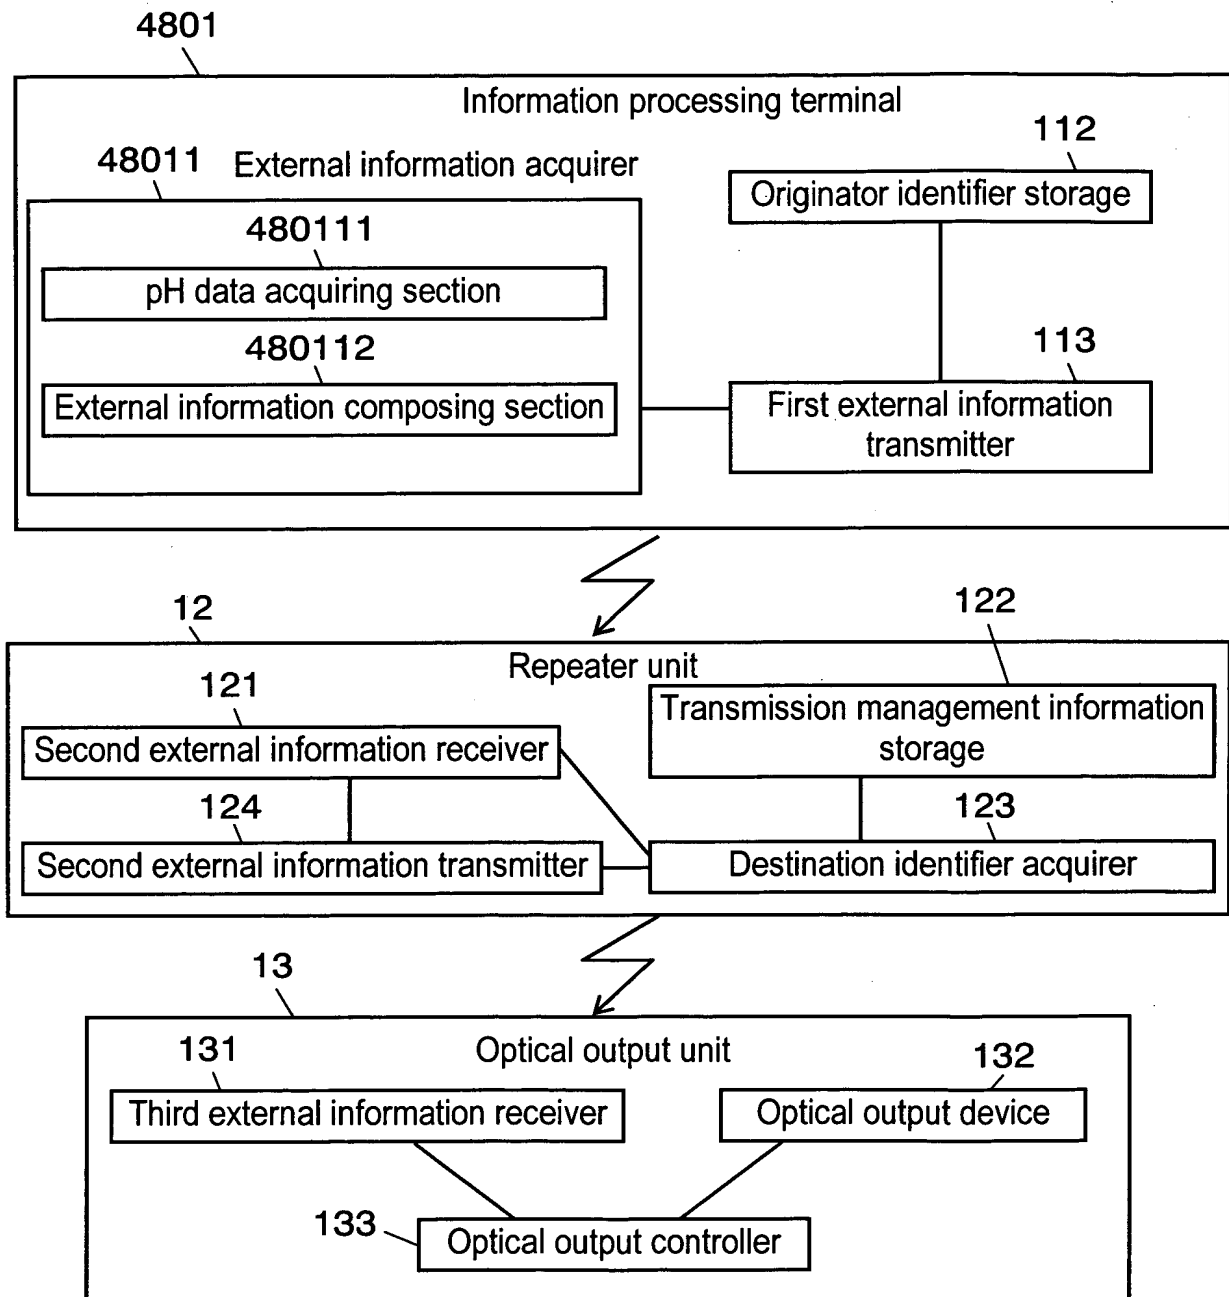 4801
Information processing terminal
48011
External information acquirer
112
Originator identifier storage
480111
pH data acquiring section
480112
External information composing section
113
First external information
transmitter
12
Repeater unit
122
121
Transmission management information
storage
Second external information receiver
124
123
Second external information transmitter
Destination identifier acquirer
13
Optical output unit
131
132
Third external information receiver
Optical output device
133
Optical output controller